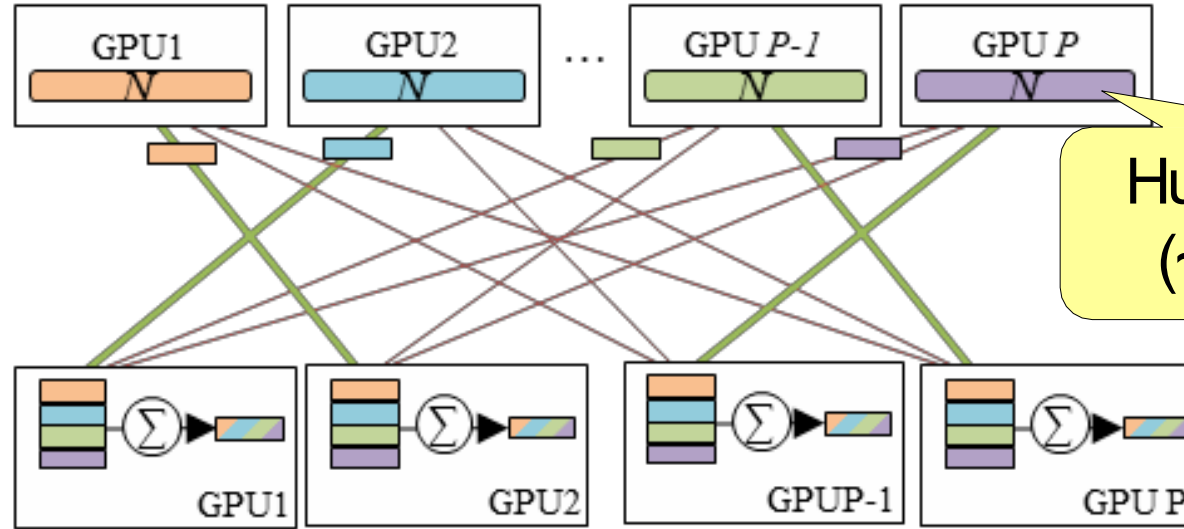 GPU1 GPU2 ... GPU P-1 GPU P
N N N N
∑ ∑ ∑ ∑
GPU1 GPU2 GPUP-1 GPU P